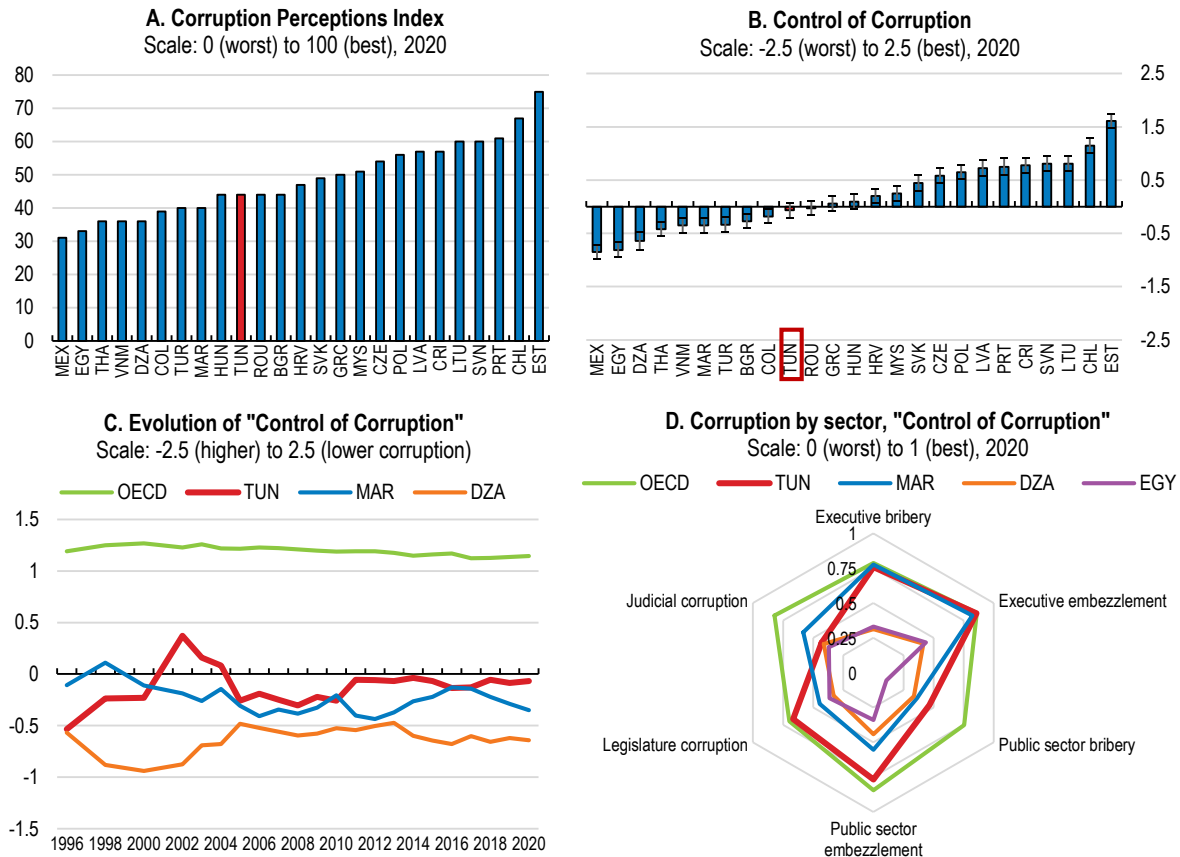 A. Corruption Perceptions Index
Scale: 0 (worst) to 100 (best), 2020
80
70
60
50
40
30
20
10
0
MEX
EGY
THA
VNM
DZA
COL
TUR
MAR
HUN
TUN
ROU
BGR
HRV
SVK
GRC
MYS
CZE
POL
LVA
CRI
LTU
SVN
PRT
CHL
EST
B. Control of Corruption
Scale: -2.5 (worst) to 2.5 (best), 2020
2.5
1.5
0.5
-0.5
-1.5
-2.5
MEX
EGY
DZA
THA
VNM
MAR
TUR
BGR
COL
TUN
ROU
GRC
HUN
HRV
MYS
SVK
CZE
POL
LVA
PRT
CRI
SVN
LTU
CHL
EST
C. Evolution of "Control of Corruption"
Scale: -2.5 (higher) to 2.5 (lower corruption)
OECD TUN MAR DZA
1.5
1
0.5
0
-0.5
-1
-1.5
1996 1998 2000 2002 2004 2006 2008 2010 2012 2014 2016 2018 2020
D. Corruption by sector, "Control of Corruption"
Scale: 0 (worst) to 1 (best), 2020
OECD TUN MAR DZA EGY
Executive bribery
1
0.75
0.5
0.25
0
Judicial corruption
Executive embezzlement
Legislature corruption
Public sector bribery
Public sector
embezzlement